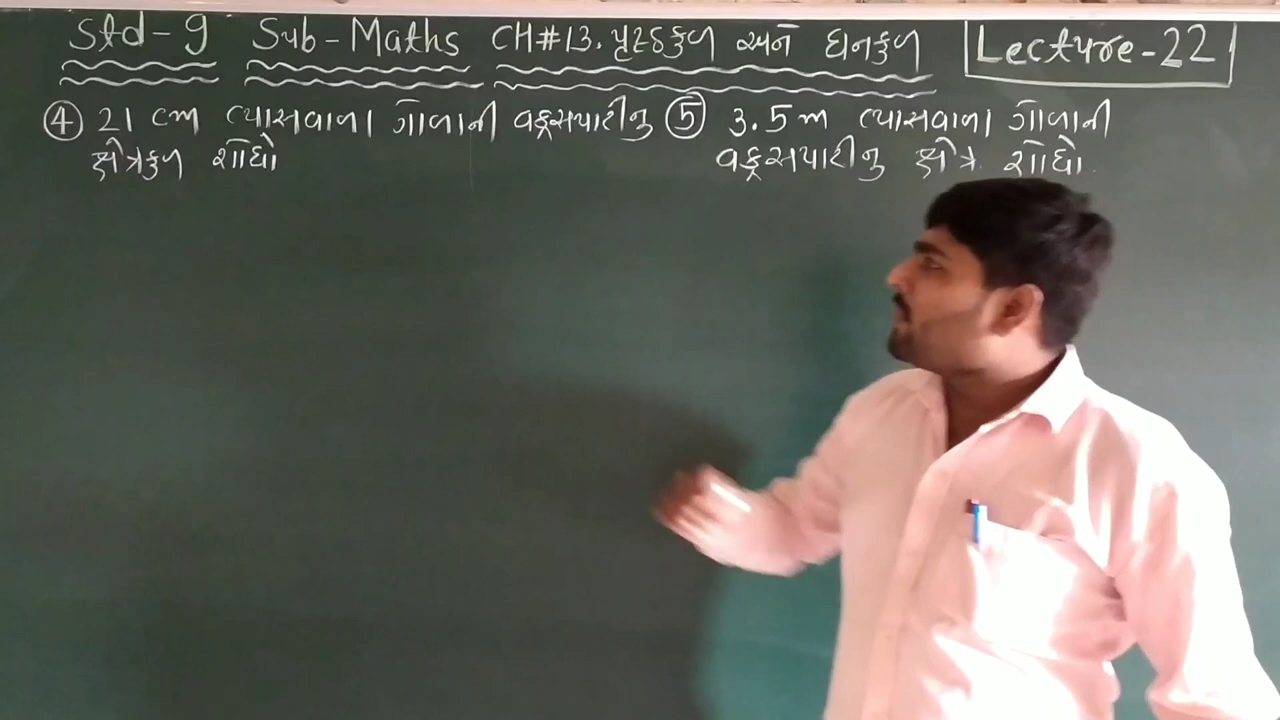 Std - 9 Sub - Maths CH#13. પૃષ્ઠફળ અને ઘનફળ Lecture-22
④ 21 cm વ્યાસવાળા ગોળાની વક્રસપાટીનુ
ક્ષેત્રફળ શોધો
⑤ 3.5 m વ્યાસવાળા ગોળાની
વક્રસપાટીનુ ક્ષેત્ર. શોધો.